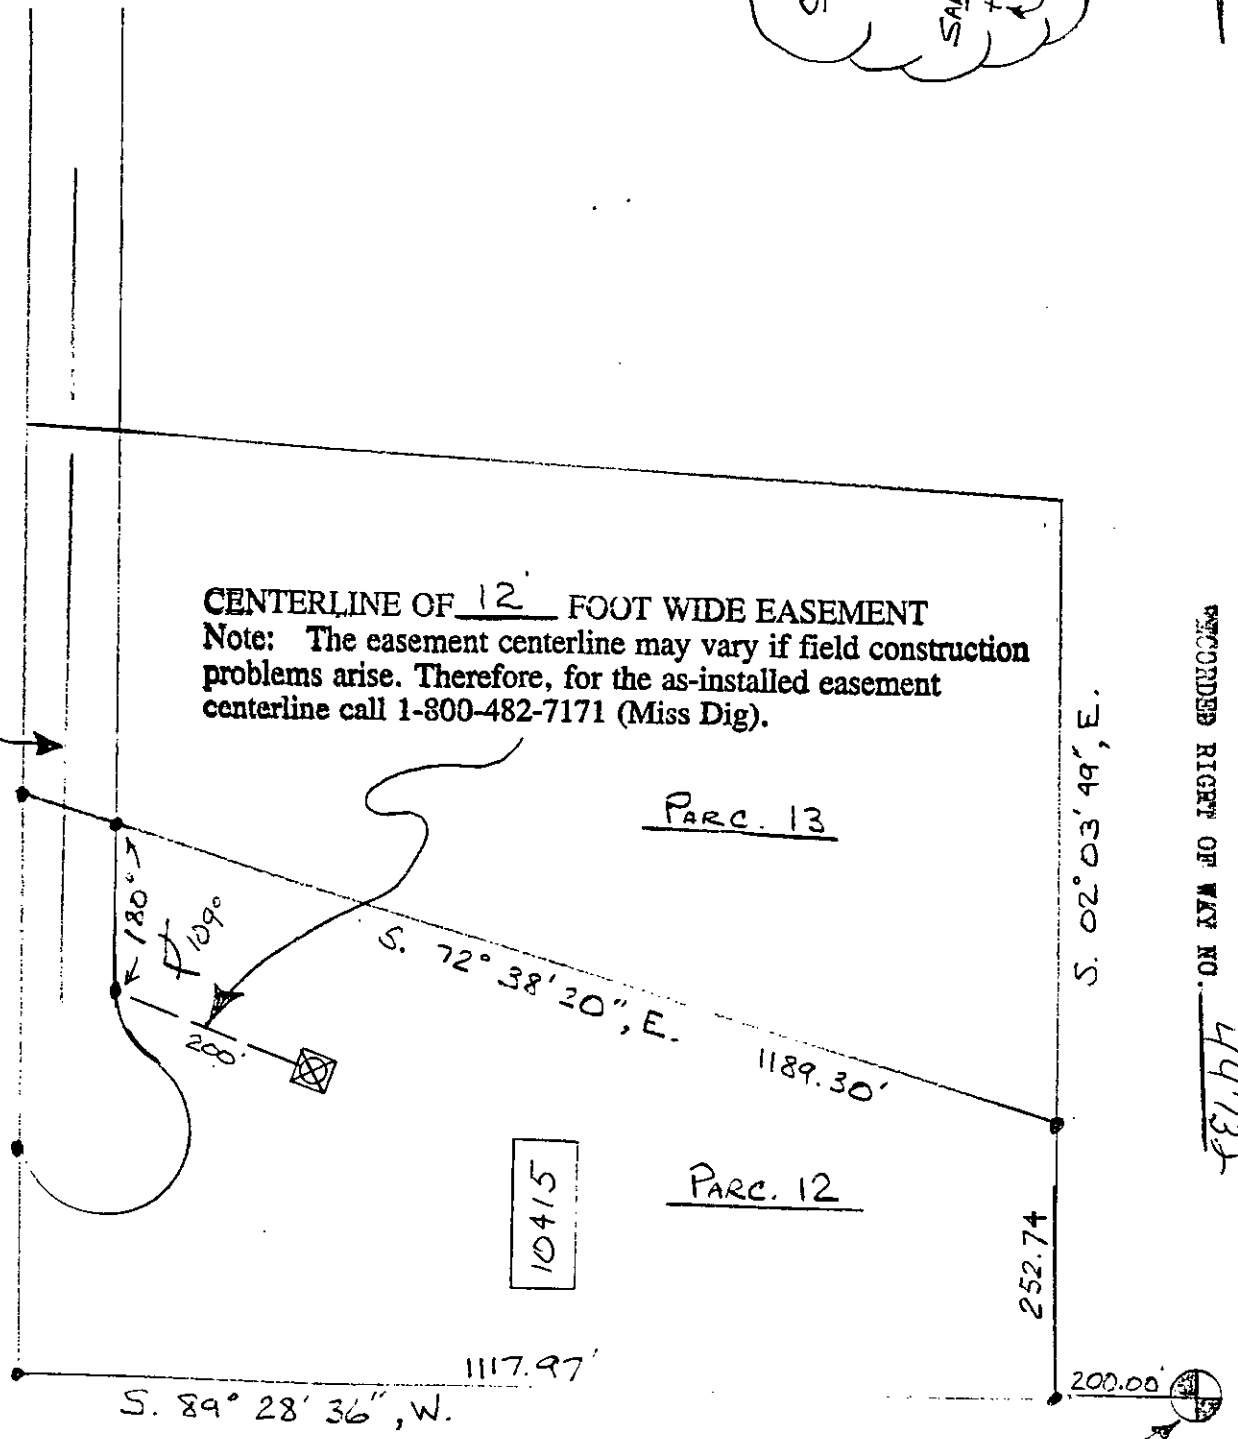 CENTERLINE OF 12' FOOT WIDE EASEMENT
Note: The easement centerline may vary if field construction
problems arise. Therefore, for the as-installed easement
centerline call 1-800-482-7171 (Miss Dig).
PARC. 13
S. 02° 03' 49", E.
RECORDED RIGHT OF WAY NO.
180°
109°
S. 72° 38' 20", E.
1189.30'
200'
10415
PARC. 12
252.74
1117.97'
S. 89° 28' 36", W.
200.00'